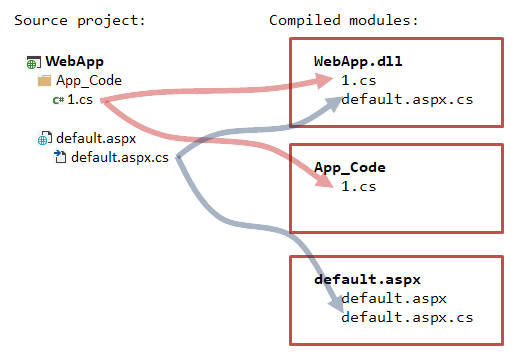 Source project:
Compiled modules:
WebApp
App_Code
C# 1.cs
default.aspx
default.aspx.cs
WebApp.dll
1.cs
default.aspx.cs
App_Code
1.cs
default.aspx
default.aspx
default.aspx.cs